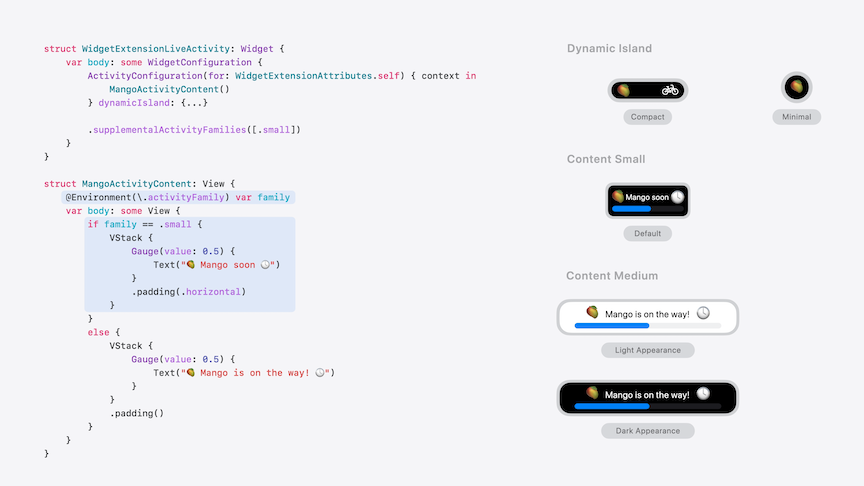 struct WidgetExtensionLiveActivity: Widget {
    var body: some WidgetConfiguration {
        ActivityConfiguration(for: WidgetExtensionAttributes.self) { context in
            MangoActivityContent()
        } dynamicIsland: {...}

        .supplementalActivityFamilies([.small])
    }
}

struct MangoActivityContent: View {
    @Environment(\.activityFamily) var family
    var body: some View {
        if family == .small {
            VStack {
                Gauge(value: 0.5) {
                    Text("🥭 Mango soon 🕒")
                }
                .padding(.horizontal)
            }
        }
        else {
            VStack {
                Gauge(value: 0.5) {
                    Text("🥭 Mango is on the way! 🕒")
                }
            }
            .padding()
        }
    }
}
Dynamic Island
Compact
Minimal
Content Small
Mango soon
Default
Content Medium
Mango is on the way!
Light Appearance
Mango is on the way!
Dark Appearance